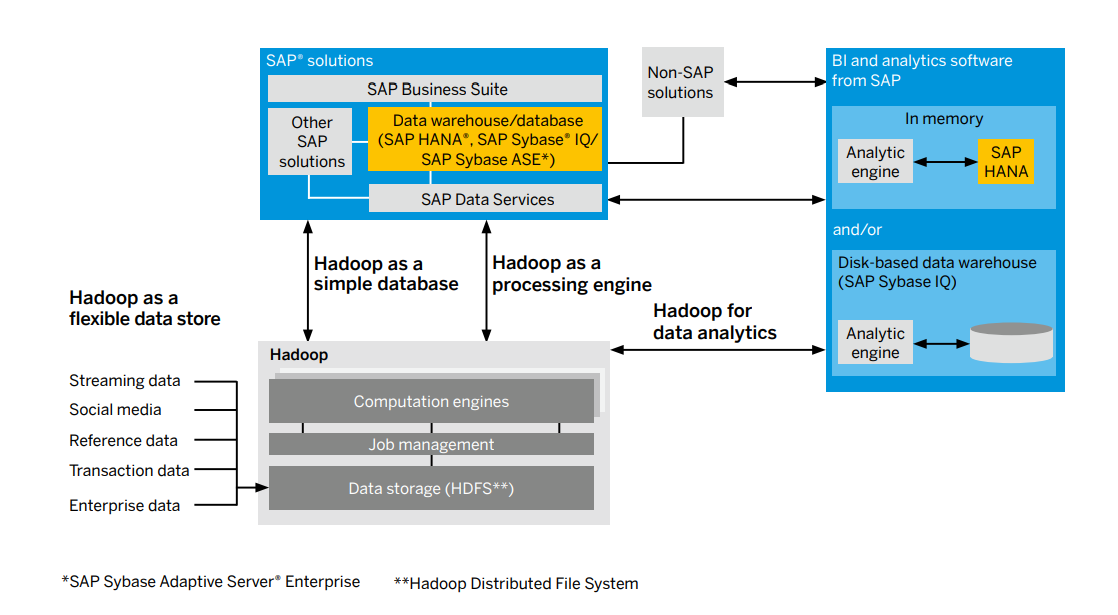 SAP® solutions
SAP Business Suite
Other
SAP
solutions
Data warehouse/database
(SAP HANA®, SAP Sybase® IQ/
SAP Sybase ASE*)
SAP Data Services
Non-SAP
solutions
BI and analytics software
from SAP
In memory
Analytic
engine
SAP
HANA
and/or
Disk-based data warehouse
(SAP Sybase IQ)
Analytic
engine
Hadoop as a
simple database
Hadoop as a
processing engine
Hadoop for
data analytics
Hadoop as a
flexible data store
Streaming data
Social media
Reference data
Transaction data
Enterprise data
Hadoop
Computation engines
Job management
Data storage (HDFS**)
*SAP Sybase Adaptive Server® Enterprise
**Hadoop Distributed File System